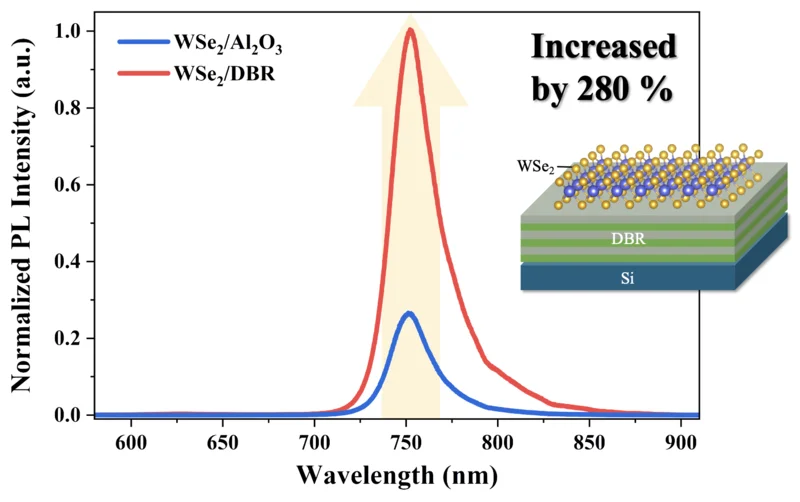 Normalized PL Intensity (a.u.)
1.0
0.8
0.6
0.4
0.2
0.0
WSe₂/Al₂O₃
WSe₂/DBR
Increased
by 280 %
WSe₂
DBR
Si
600
650
700
750
800
850
900
Wavelength (nm)